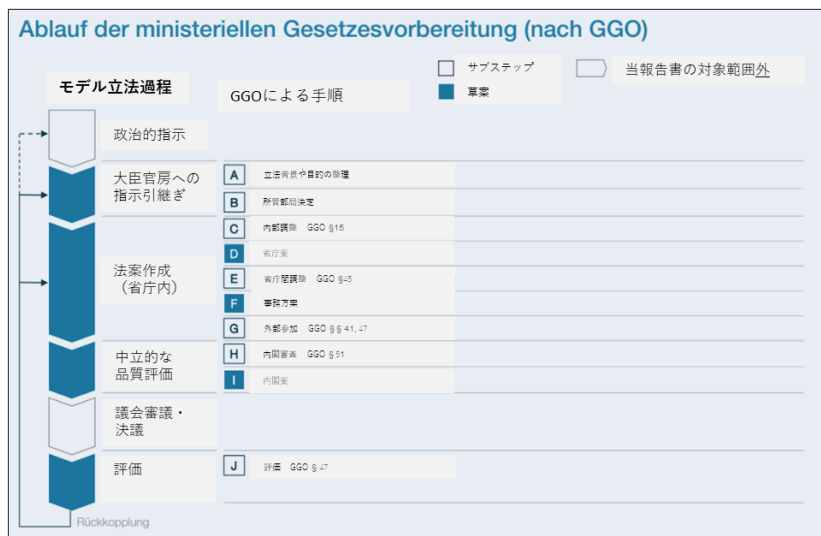 Ablauf der ministeriellen Gesetzesvorbereitung (nach GGO)
モデル立法過程
GGOによる手順
サブステップ
当報告書の対象範囲外
草案
政治的指示
大臣官房への
指示引継ぎ
A 立法背景や目的の整理
B 所管部局決定
C 内部調整 GGO §15
D 省庁案
法案作成
（省庁内）
E 省庁間調整 GGO §45
F 事務方案
G 外部参加 GGO §§ 41, 47
中立的な
品質評価
H 内閣審査 GGO §51
I 内閣案
議会審議・
決議
評価
J 評価 GGO § 47
Rückkopplung